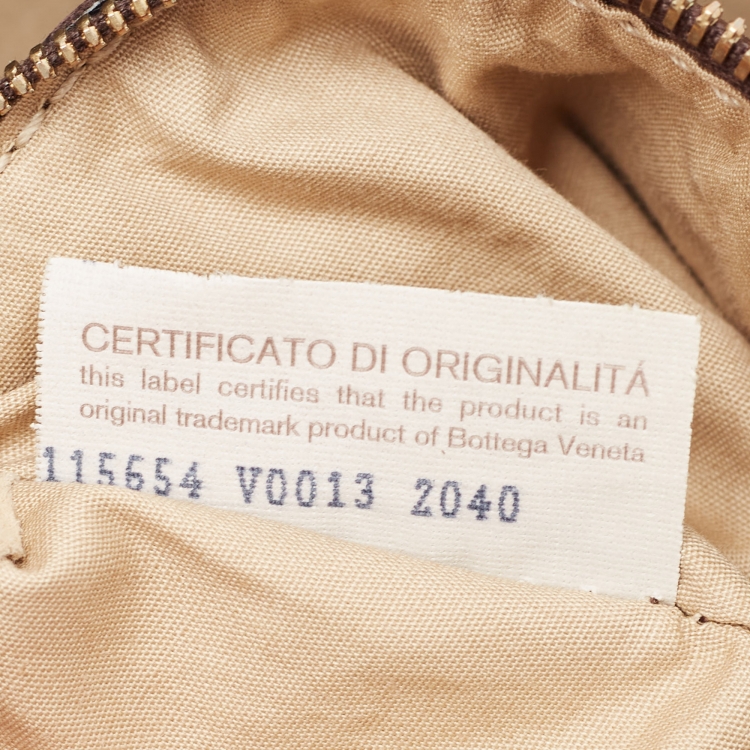 CERTIFICATO DI ORIGINALITÁ
this label certifies that the product is an
original trademark product of Bottega Veneta
115654 V0013 2040